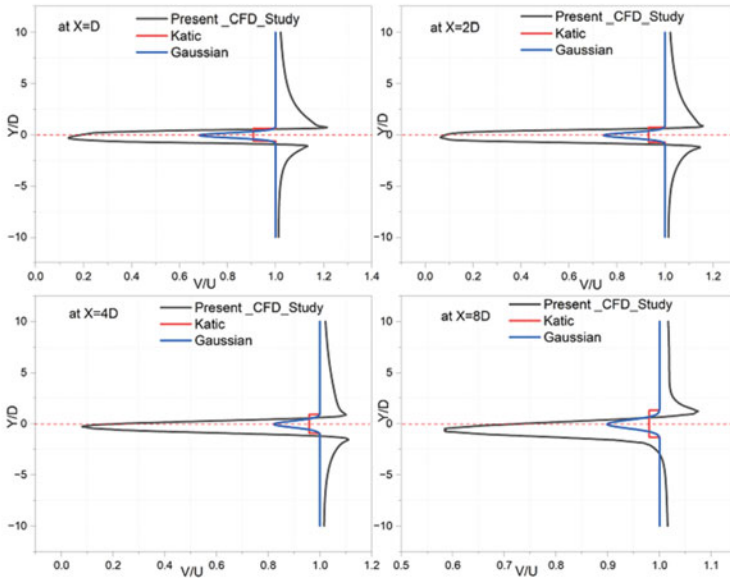 at X=D
Present _CFD_Study
Katic
Gaussian
10
5
0
−5
−10
Y/D
0.0 0.2 0.4 0.6 0.8 1.0 1.2 1.4
V/U
at X=2D
Present _CFD_Study
Katic
Gaussian
10
5
0
−5
−10
Y/D
0.0 0.2 0.4 0.6 0.8 1.0 1.2
V/U
at X=4D
Present _CFD_Study
Katic
Gaussian
10
5
0
−5
−10
Y/D
0.0 0.2 0.4 0.6 0.8 1.0 1.2
V/U
at X=8D
Present _CFD_Study
Katic
Gaussian
10
5
0
−5
−10
Y/D
0.5 0.6 0.7 0.8 0.9 1.0 1.1
V/U